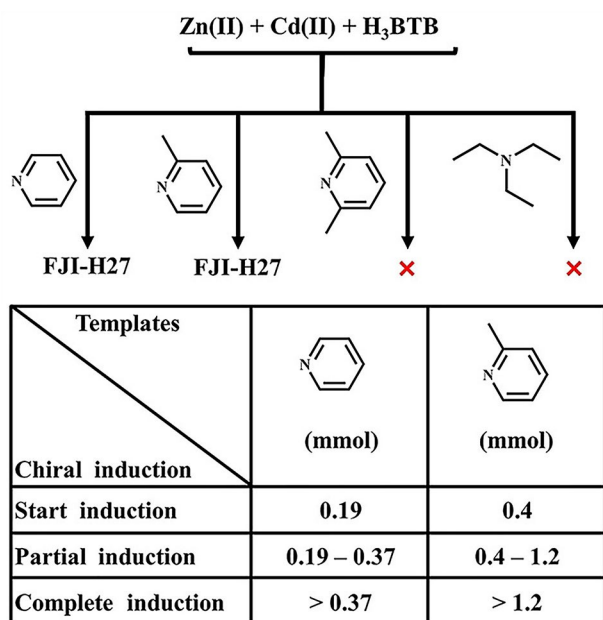 Zn(II) + Cd(II) + H₃BTB
N
N
N
N
FJI-H27
FJI-H27
×
×
Templates
N
N
(mmol)
(mmol)
Chiral induction
Start induction 0.19 0.4
Partial induction 0.19 – 0.37 0.4 – 1.2
Complete induction > 0.37 > 1.2